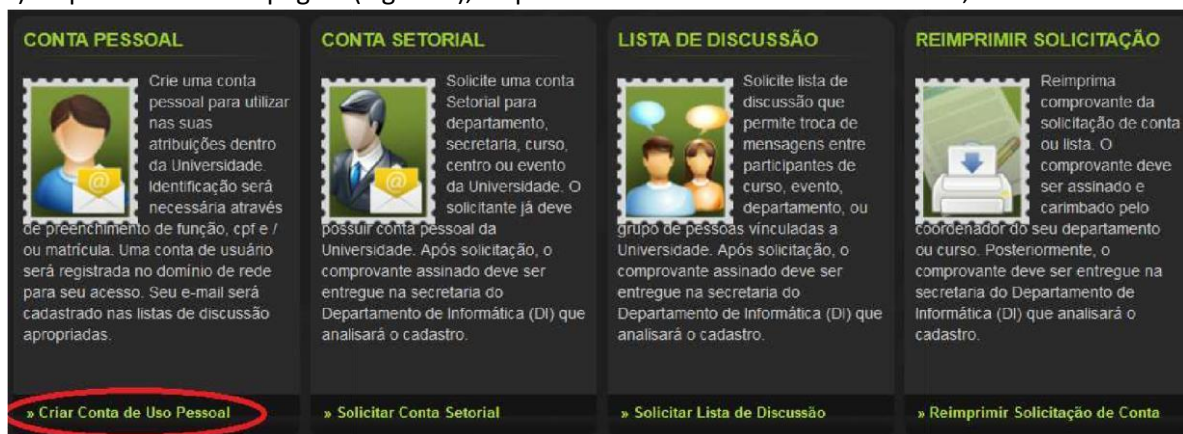 CONTA PESSOAL
Crie uma conta
pessoal para utilizar
nas suas
atribuições dentro
da Universidade.
Identificação será
necessária através
de preenchimento de função, cpf e /
ou matrícula. Uma conta de usuário
será registrada no domínio de rede
para seu acesso. Seu e-mail será
cadastrado nas listas de discussão
apropriadas.
» Criar Conta de Uso Pessoal
CONTA SETORIAL
Solicite uma conta
Setorial para
departamento,
secretaria, curso,
centro ou evento
da Universidade. O
solicitante já deve
possuir conta pessoal da
Universidade. Após solicitação, o
comprovante assinado deve ser
entregue na secretaria do
Departamento de Informática (DI) que
analisará o cadastro.
» Solicitar Conta Setorial
LISTA DE DISCUSSÃO
Solicite lista de
discussão que
permite troca de
mensagens entre
participantes de
curso, evento,
departamento, ou
grupo de pessoas vínculadas a
Universidade. Após solicitação, o
comprovante assinado deve ser
entregue na secretaria do
Departamento de Informática (DI) que
analisará o cadastro.
» Solicitar Lista de Discussão
REIMPRIMIR SOLICITAÇÃO
Reimprima
comprovante da
solicitação de conta
ou lista. O
comprovante deve
ser assinado e
carimbado pelo
coordenador do seu departamento
ou curso. Posteriormente, o
comprovante deve ser entregue na
secretaria do Departamento de
Informática (DI) que analisará o
cadastro.
» Reimprimir Solicitação de Conta